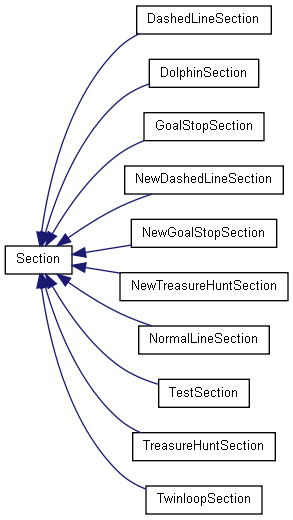 DashedLineSection
DolphinSection
GoalStopSection
NewDashedLineSection
NewGoalStopSection
Section
NewTreasureHuntSection
NormalLineSection
TestSection
TreasureHuntSection
TwinloopSection